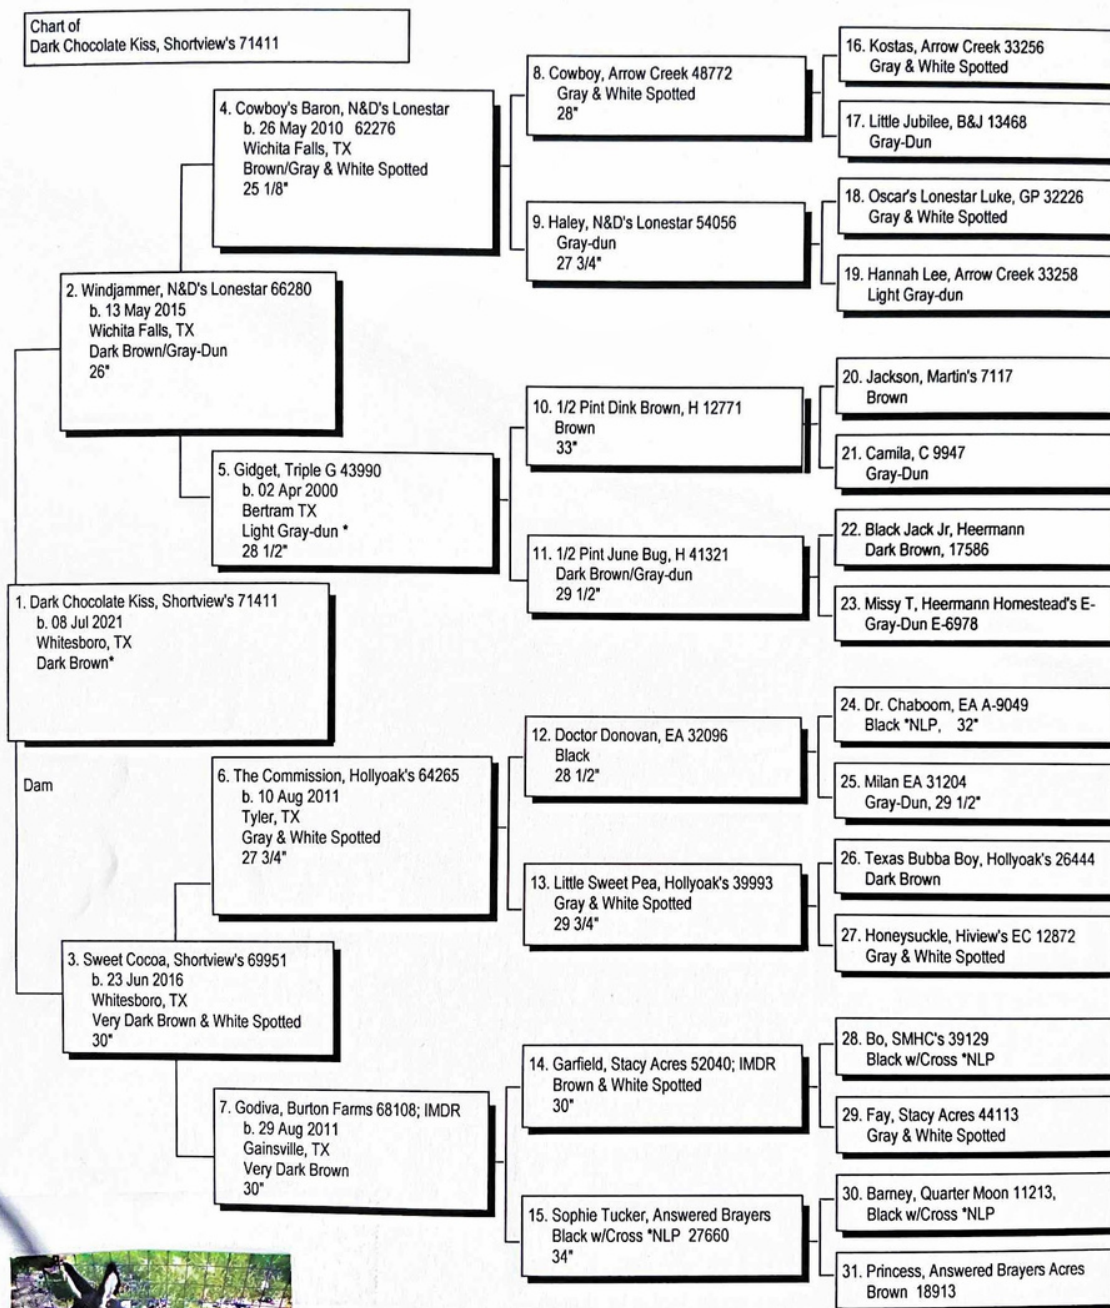 Chart of
Dark Chocolate Kiss, Shortview's 71411
1. Dark Chocolate Kiss, Shortview's 71411
b. 08 Jul 2021
Whitesboro, TX
Dark Brown*
Dam
2. Windjammer, N&D's Lonestar 66280
b. 13 May 2015
Wichita Falls, TX
Dark Brown/Gray-Dun
26"
3. Sweet Cocoa, Shortview's 69951
b. 23 Jun 2016
Whitesboro, TX
Very Dark Brown & White Spotted
30"
4. Cowboy's Baron, N&D's Lonestar
b. 26 May 2010 62276
Wichita Falls, TX
Brown/Gray & White Spotted
25 1/8"
5. Gidget, Triple G 43990
b. 02 Apr 2000
Bertram TX
Light Gray-dun *
28 1/2"
6. The Commission, Hollyoak's 64265
b. 10 Aug 2011
Tyler, TX
Gray & White Spotted
27 3/4"
7. Godiva, Burton Farms 68108; IMDR
b. 29 Aug 2011
Gainsville, TX
Very Dark Brown
30"
8. Cowboy, Arrow Creek 48772
Gray & White Spotted
28"
9. Haley, N&D's Lonestar 54056
Gray-dun
27 3/4"
10. 1/2 Pint Dink Brown, H 12771
Brown
33"
11. 1/2 Pint June Bug, H 41321
Dark Brown/Gray-dun
29 1/2"
12. Doctor Donovan, EA 32096
Black
28 1/2"
13. Little Sweet Pea, Hollyoak's 39993
Gray & White Spotted
29 3/4"
14. Garfield, Stacy Acres 52040; IMDR
Brown & White Spotted
30"
15. Sophie Tucker, Answered Brayers
Black w/Cross *NLP 27660
34"
16. Kostas, Arrow Creek 33256
Gray & White Spotted
17. Little Jubilee, B&J 13468
Gray-Dun
18. Oscar's Lonestar Luke, GP 32226
Gray & White Spotted
19. Hannah Lee, Arrow Creek 33258
Light Gray-dun
20. Jackson, Martin's 7117
Brown
21. Camila, C 9947
Gray-Dun
22. Black Jack Jr, Heermann
Dark Brown, 17586
23. Missy T, Heermann Homestead's E-
Gray-Dun E-6978
24. Dr. Chaboom, EA A-9049
Black *NLP, 32"
25. Milan EA 31204
Gray-Dun, 29 1/2"
26. Texas Bubba Boy, Hollyoak's 26444
Dark Brown
27. Honeysuckle, Hiview's EC 12872
Gray & White Spotted
28. Bo, SMHC's 39129
Black w/Cross *NLP
29. Fay, Stacy Acres 44113
Gray & White Spotted
30. Barney, Quarter Moon 11213,
Black w/Cross *NLP
31. Princess, Answered Brayers Acres
Brown 18913